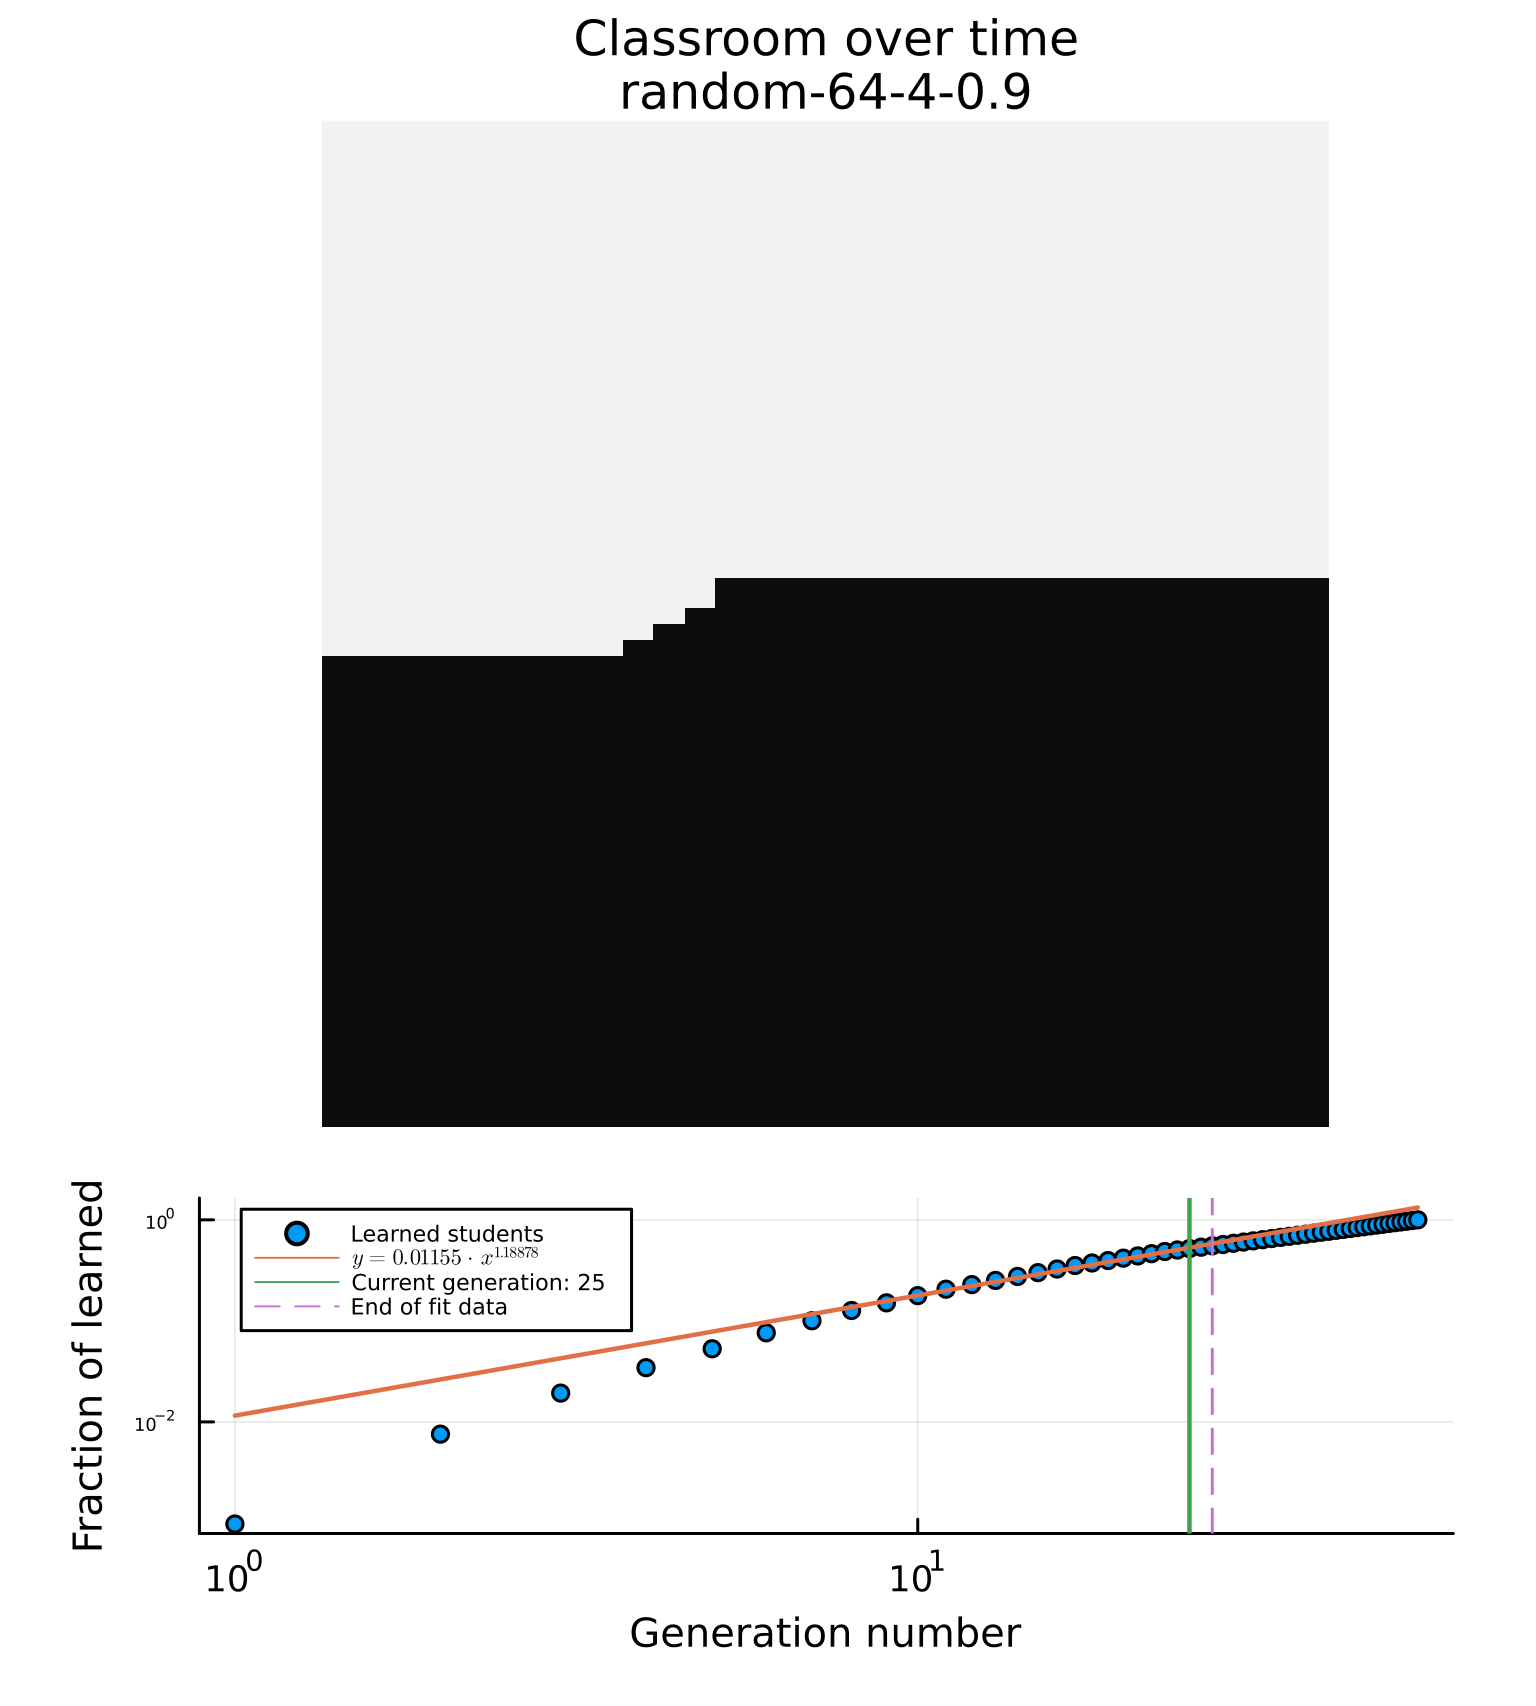 Classroom over time
random-64-4-0.9
Fraction of learned
10^0
10^-2
Learned students
y = 0.01155 · x^1.18878
Current generation: 25
End of fit data
10^0
10^1
Generation number